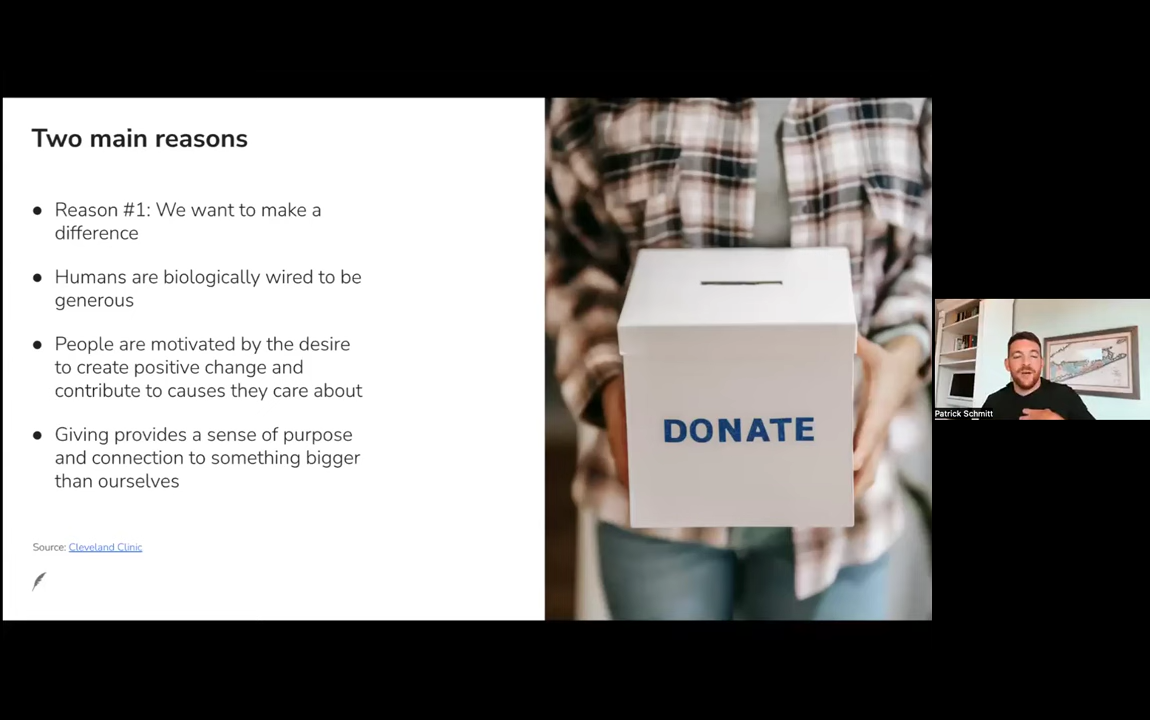 Two main reasons
● Reason #1: We want to make a
difference
● Humans are biologically wired to be
generous
● People are motivated by the desire
to create positive change and
contribute to causes they care about
● Giving provides a sense of purpose
and connection to something bigger
than ourselves
Source: Cleveland Clinic
DONATE
Patrick Schmitt